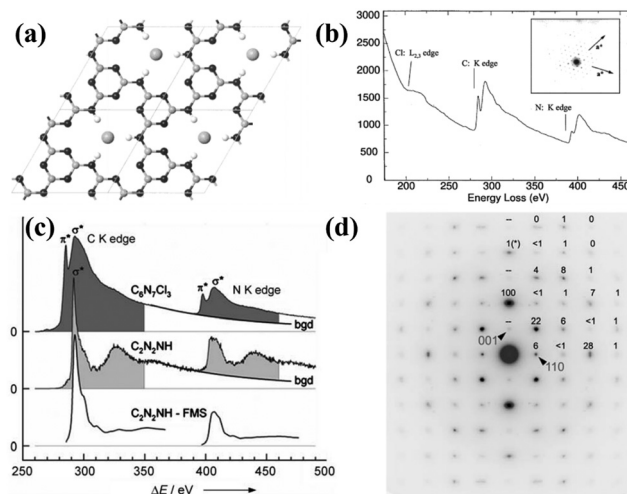 (a)
(b)
3000
2500
2000
1500
1000
500
0
Cl: L2,3 edge
C: K edge
N: K edge
a*
a*
200 250 300 350 400 450
Energy Loss (eV)
(c)
π* σ* C K edge
σ*
C6N7Cl3
π* σ* N K edge
bgd
0
C2N2NH
bgd
0
C2N2NH - FMS
0
250 300 350 400 450 500
ΔE / eV
(d)
– 0 1 0
1(*) <1 1 0
– 4 8 1
100 <1 1 7 1
– 22 6 <1 1
001
6 <1 28 1
110